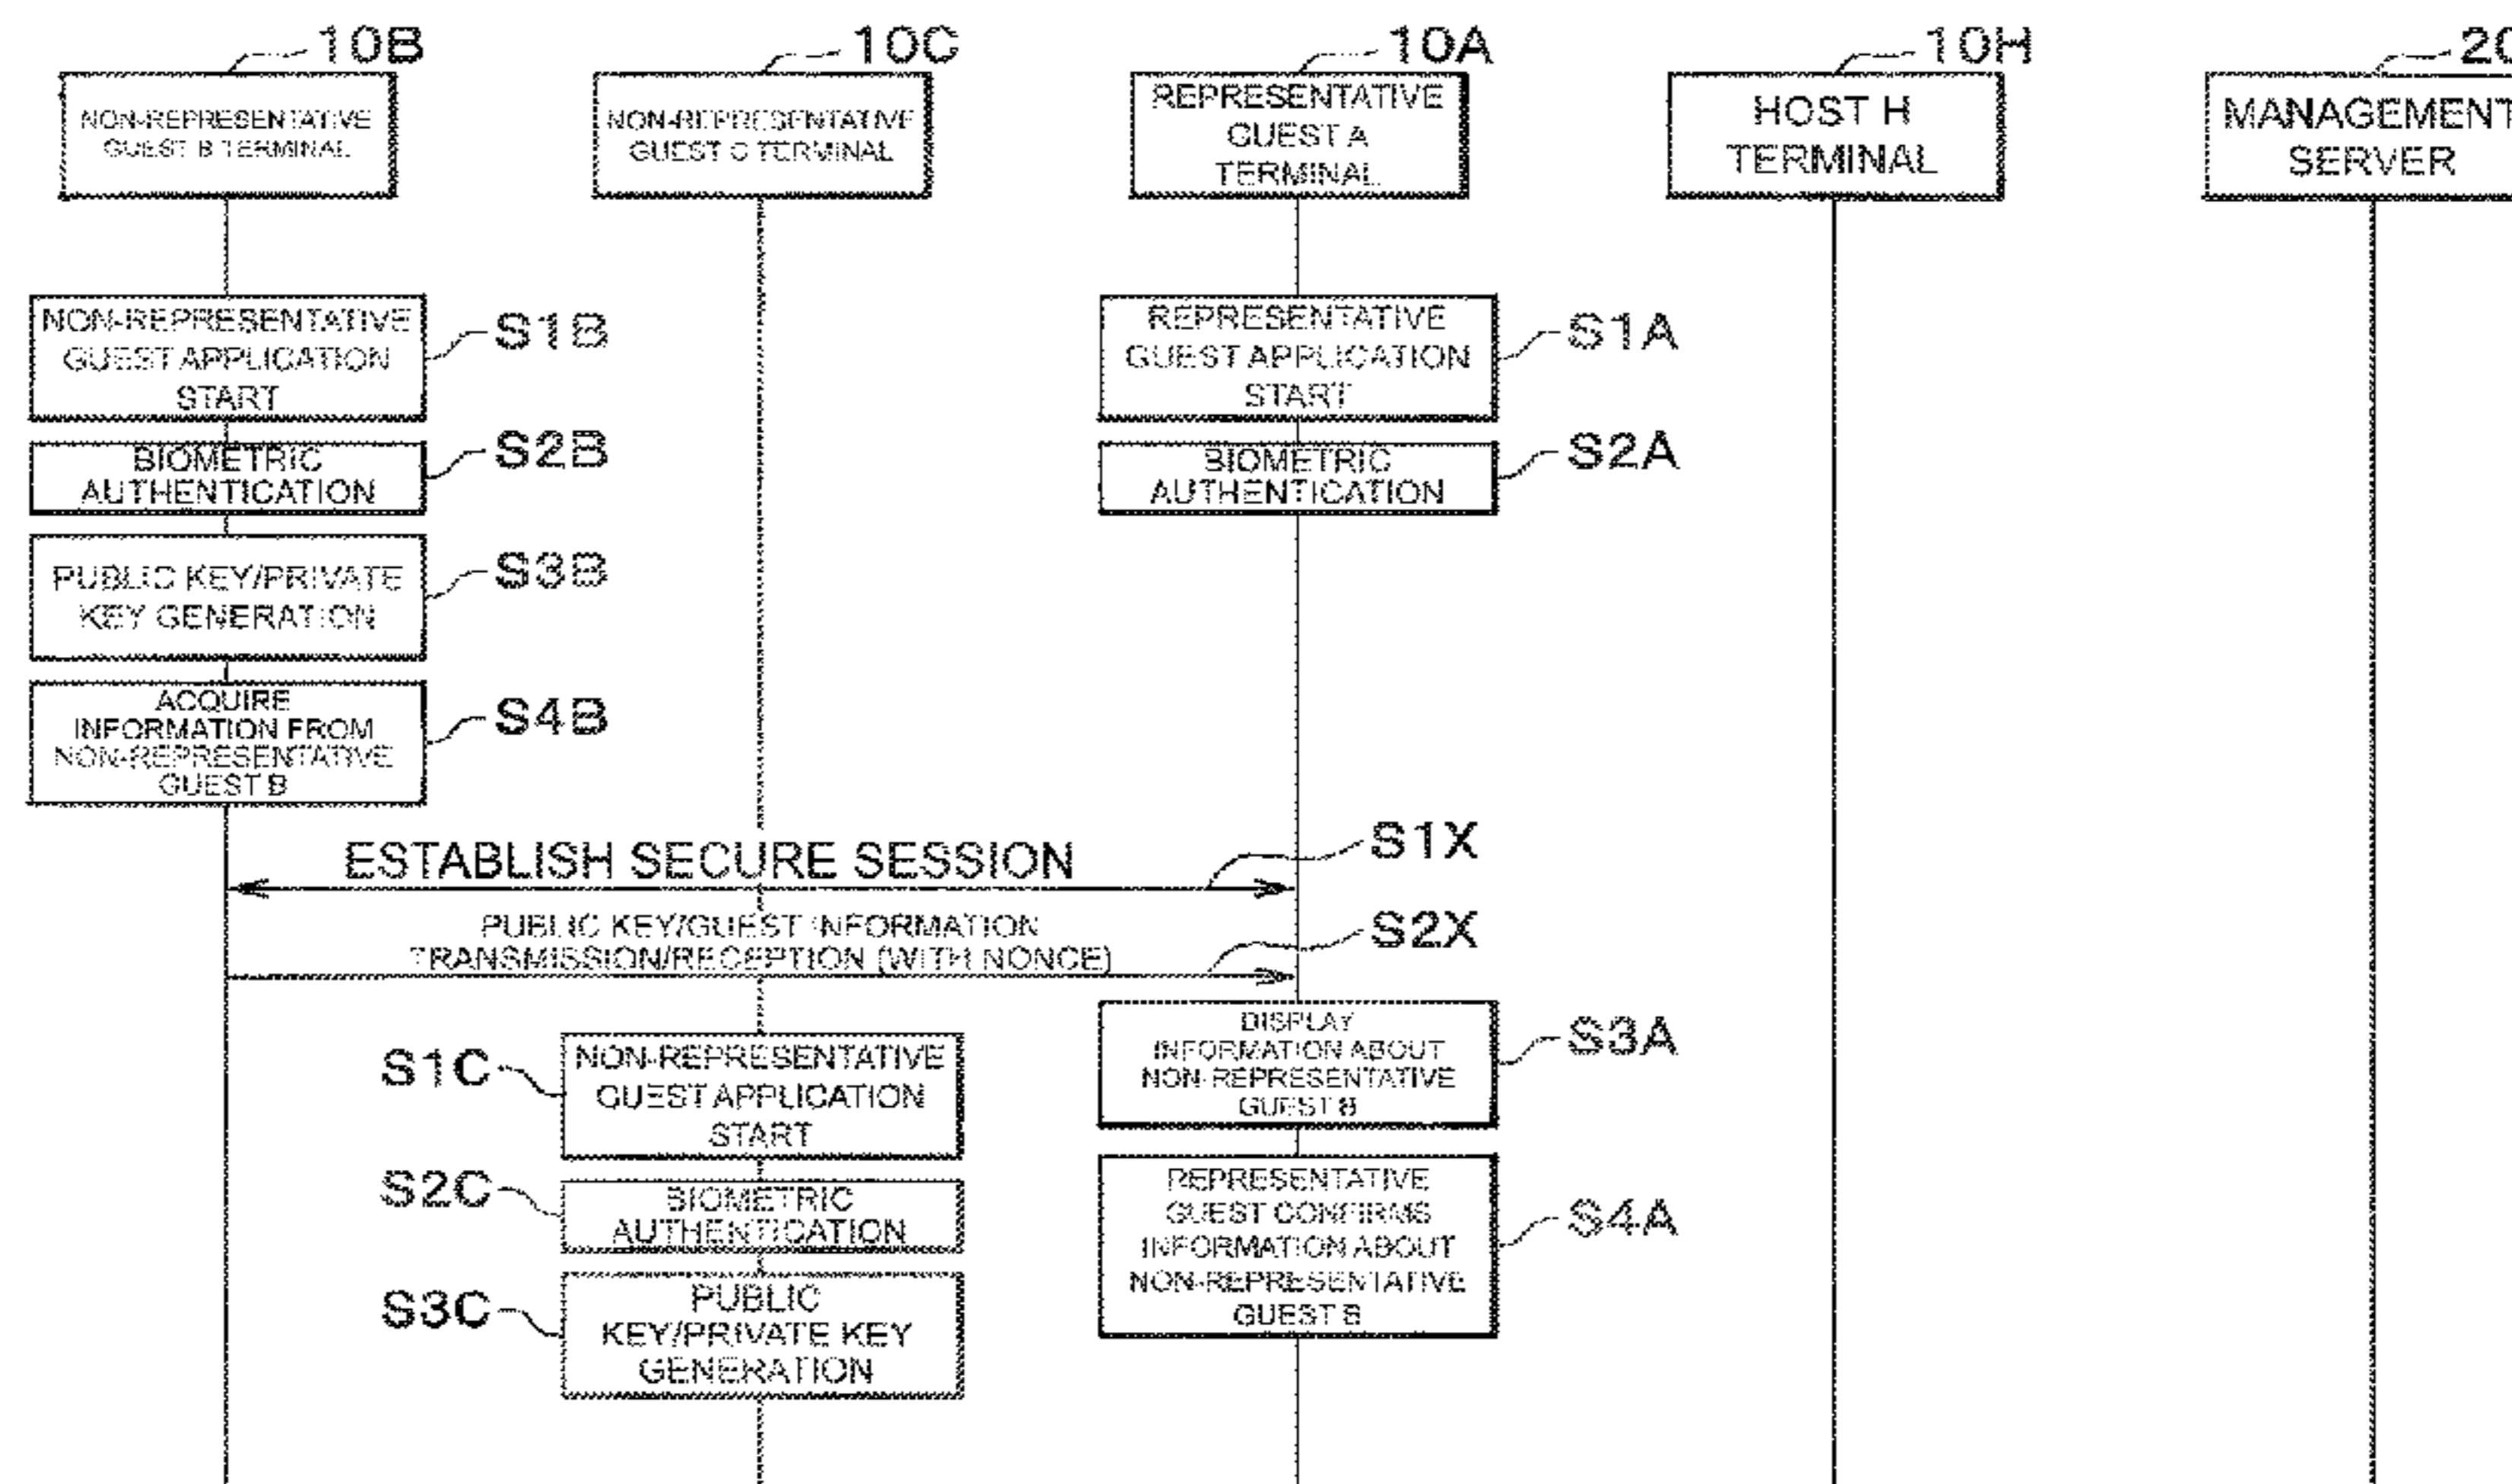 10B
10C
10A
10H
20
NON-REPRESENTATIVE
GUEST B TERMINAL
NON-REPRESENTATIVE
GUEST C TERMINAL
REPRESENTATIVE
GUEST A
TERMINAL
HOST H
TERMINAL
MANAGEMENT
SERVER
NON-REPRESENTATIVE
GUEST APPLICATION
START
S1B
REPRESENTATIVE
GUEST APPLICATION
START
S1A
BIOMETRIC
AUTHENTICATION
S2B
BIOMETRIC
AUTHENTICATION
S2A
PUBLIC KEY/PRIVATE
KEY GENERATION
S3B
ACQUIRE
INFORMATION FROM
NON-REPRESENTATIVE
GUEST B
S4B
ESTABLISH SECURE SESSION
S1X
PUBLIC KEY/GUEST INFORMATION
TRANSMISSION/RECEPTION (WITH NONCE)
S2X
DISPLAY
INFORMATION ABOUT
NON-REPRESENTATIVE
GUEST B
S3A
S1C
NON-REPRESENTATIVE
GUEST APPLICATION
START
S2C
BIOMETRIC
AUTHENTICATION
REPRESENTATIVE
GUEST CONFIRMS
INFORMATION ABOUT
NON-REPRESENTATIVE
GUEST B
S4A
S3C
PUBLIC
KEY/PRIVATE KEY
GENERATION